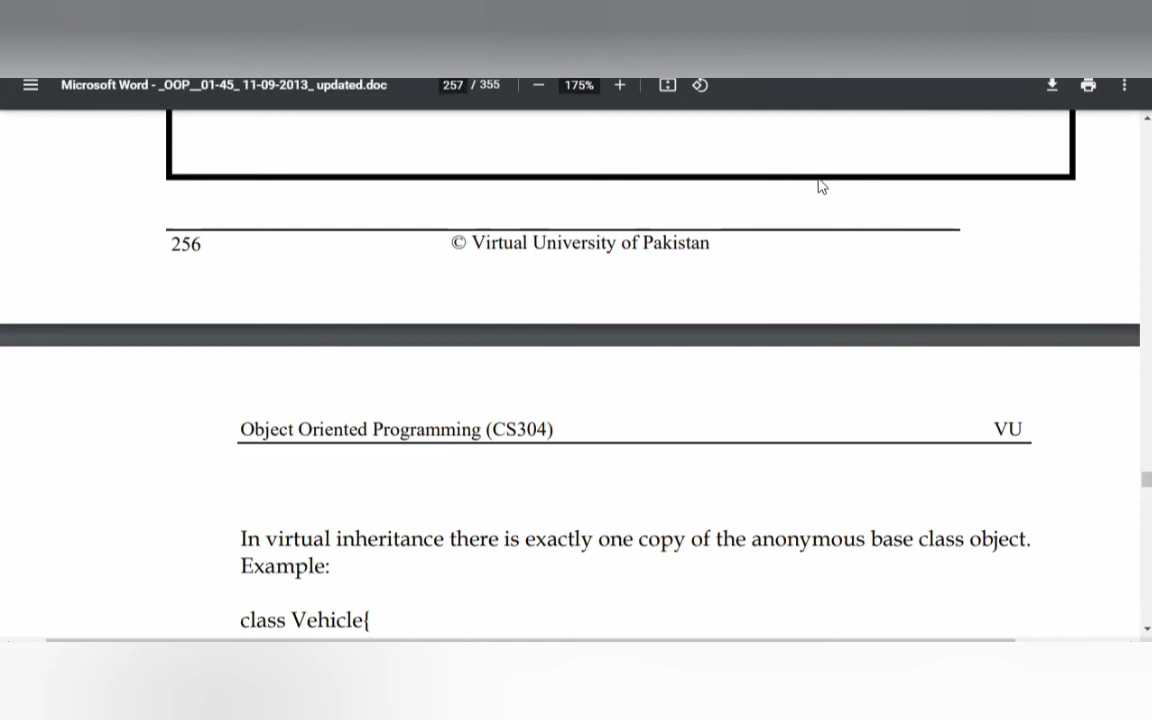 Microsoft Word - _OOP__01-45_ 11-09-2013_ updated.doc 257 / 355 175%
256 © Virtual University of Pakistan
Object Oriented Programming (CS304) VU
In virtual inheritance there is exactly one copy of the anonymous base class object.
Example:
class Vehicle{